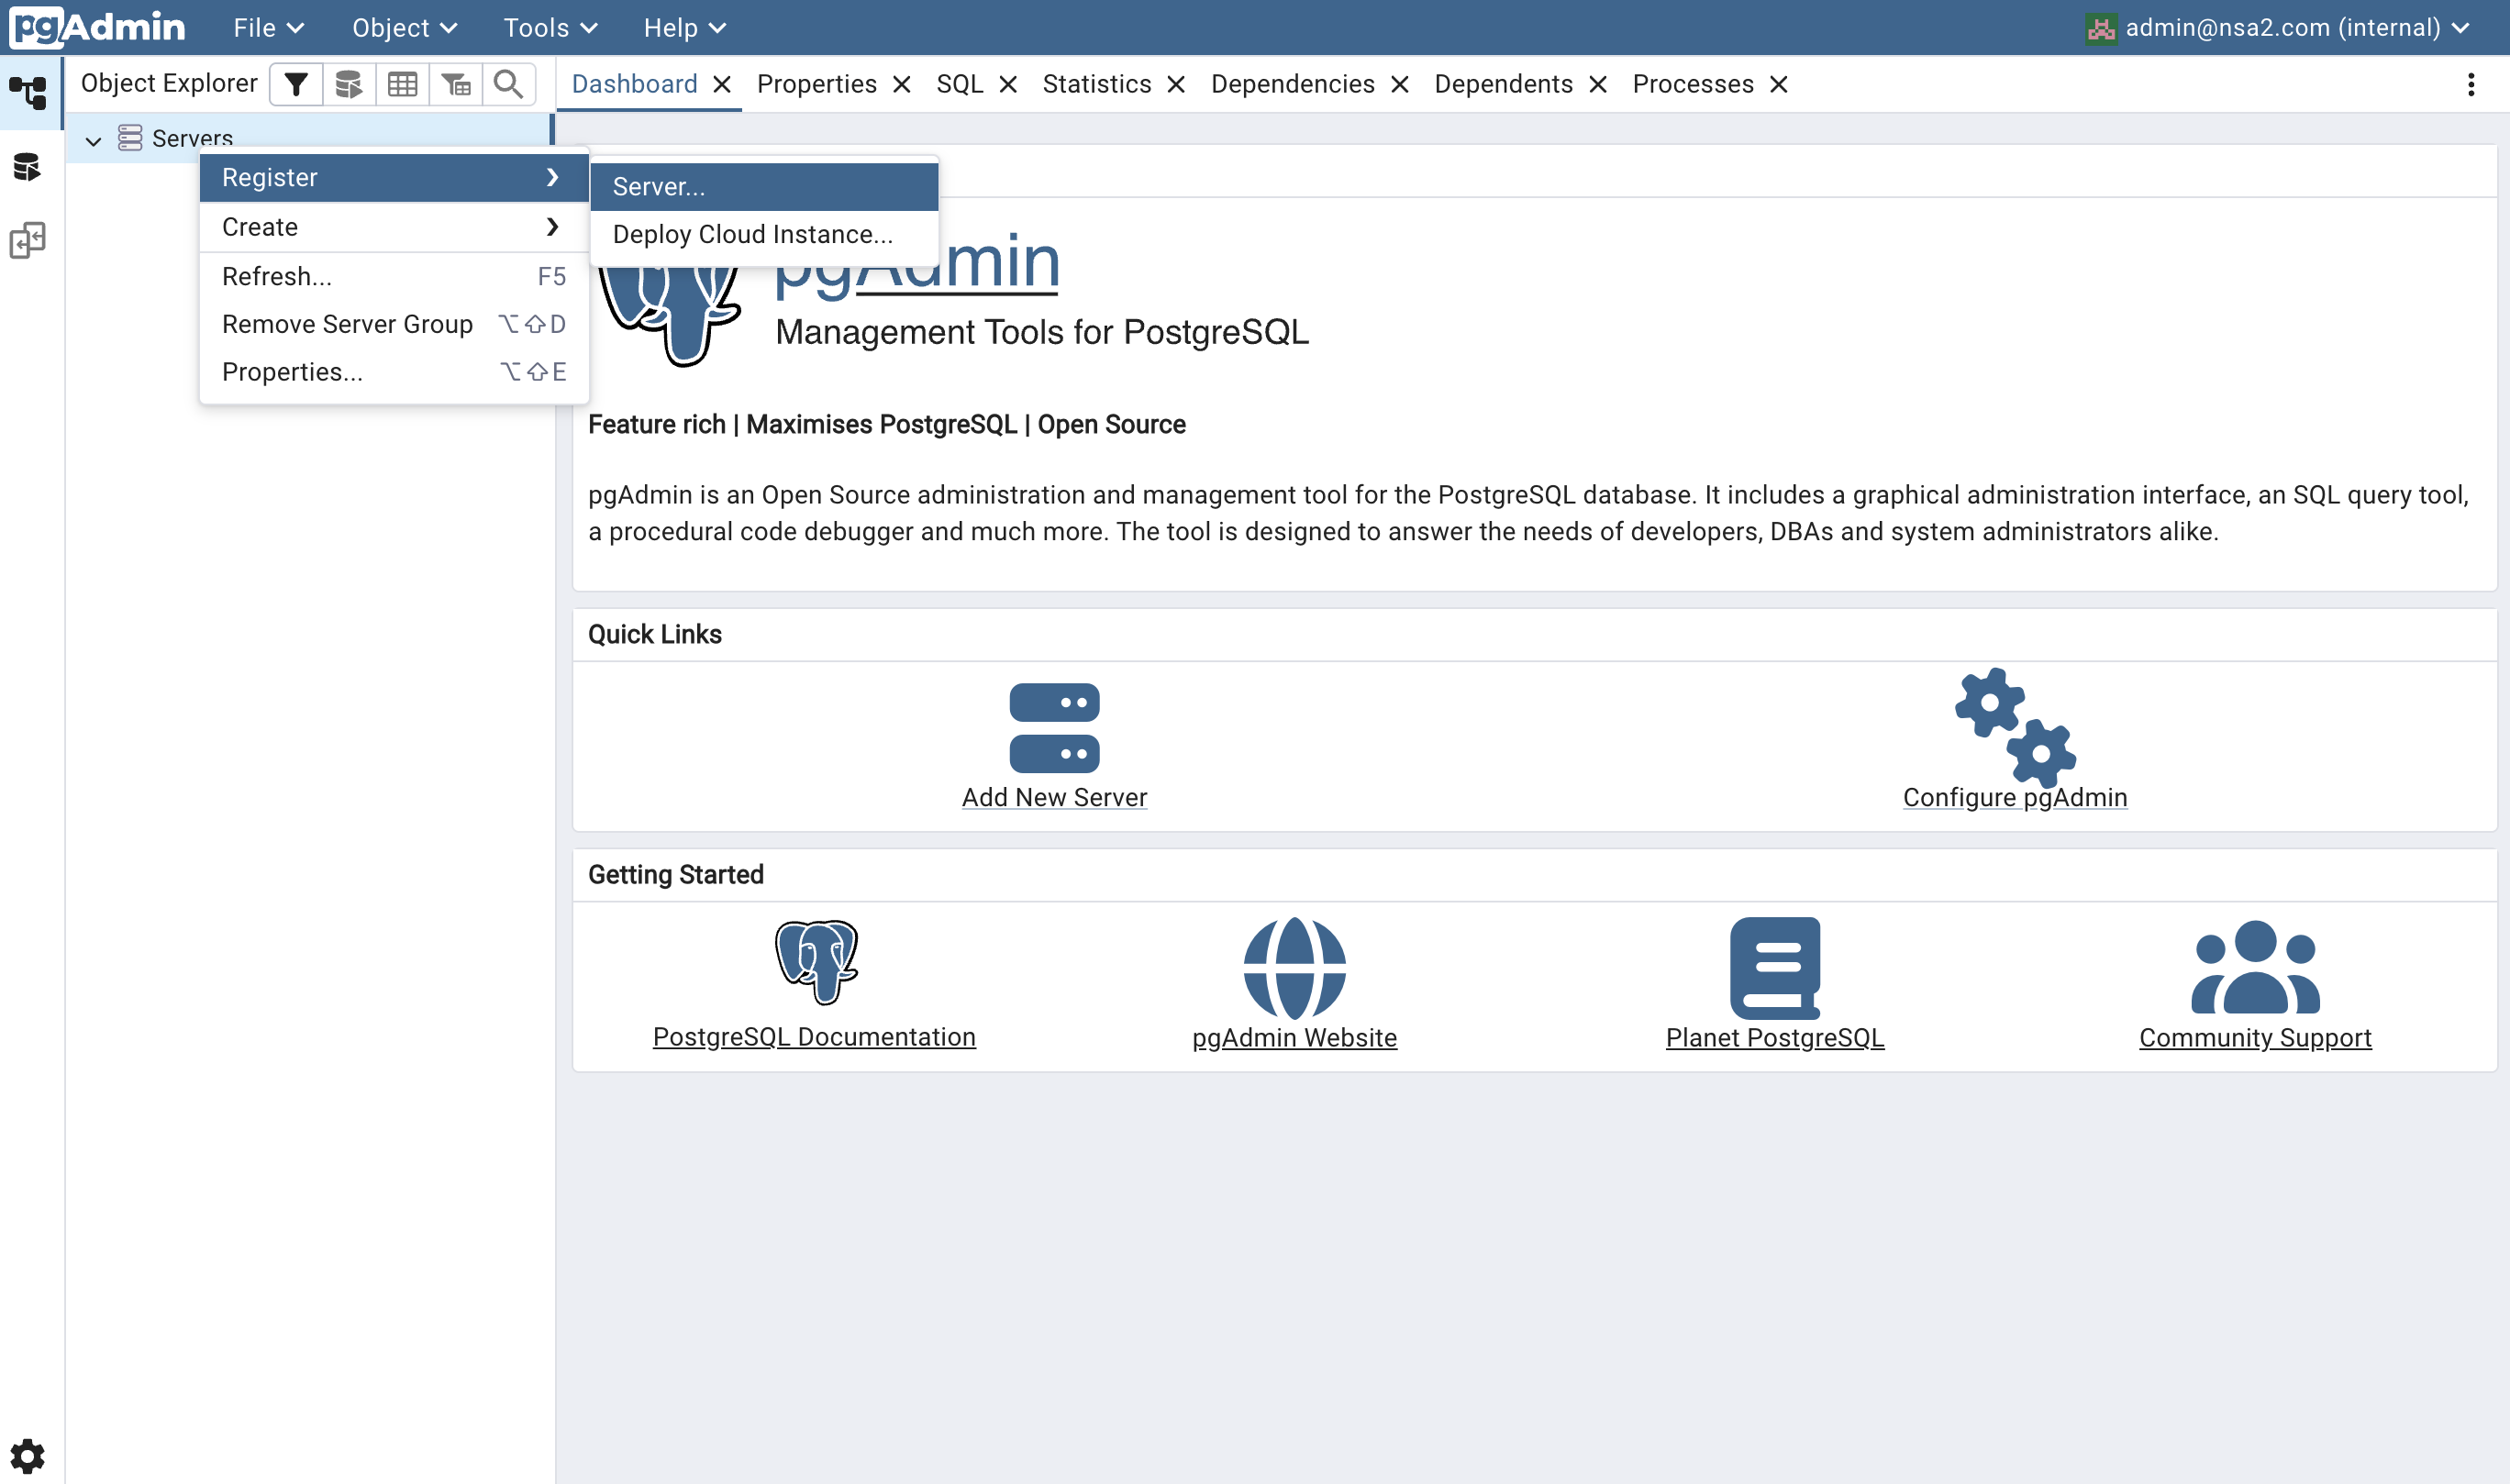 pgAdmin File Object Tools Help admin@nsa2.com (internal)
Object Explorer Dashboard Properties SQL Statistics Dependencies Dependents Processes
Servers
Register
Create
Refresh... F5
Remove Server Group ⌥⇧D
Properties... ⌥⇧E
Server...
Deploy Cloud Instance...
pgAdmin
Management Tools for PostgreSQL
Feature rich | Maximises PostgreSQL | Open Source
pgAdmin is an Open Source administration and management tool for the PostgreSQL database. It includes a graphical administration interface, an SQL query tool,
a procedural code debugger and much more. The tool is designed to answer the needs of developers, DBAs and system administrators alike.
Quick Links
Add New Server Configure pgAdmin
Getting Started
PostgreSQL Documentation pgAdmin Website Planet PostgreSQL Community Support